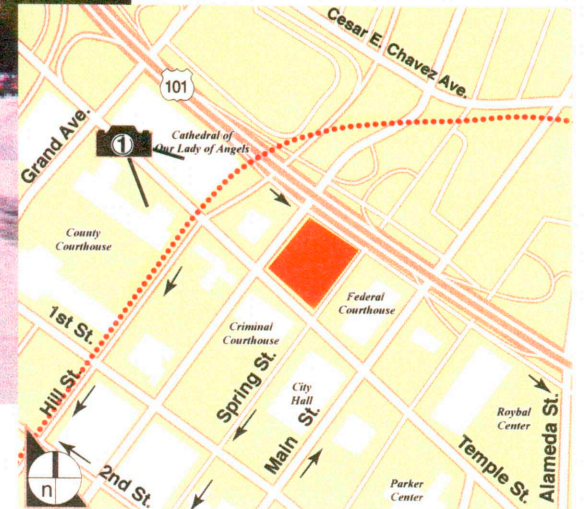 Cesar E. Chavez Ave.
101
Grand Ave.
1
Cathedral of
Our Lady of Angels
County
Courthouse
Federal
Courthouse
1st St.
Criminal
Courthouse
Hill St.
Spring St.
City
Hall
Main St.
Roybal
Center
Alameda St.
Temple St.
2nd St.
Parker
Center
n